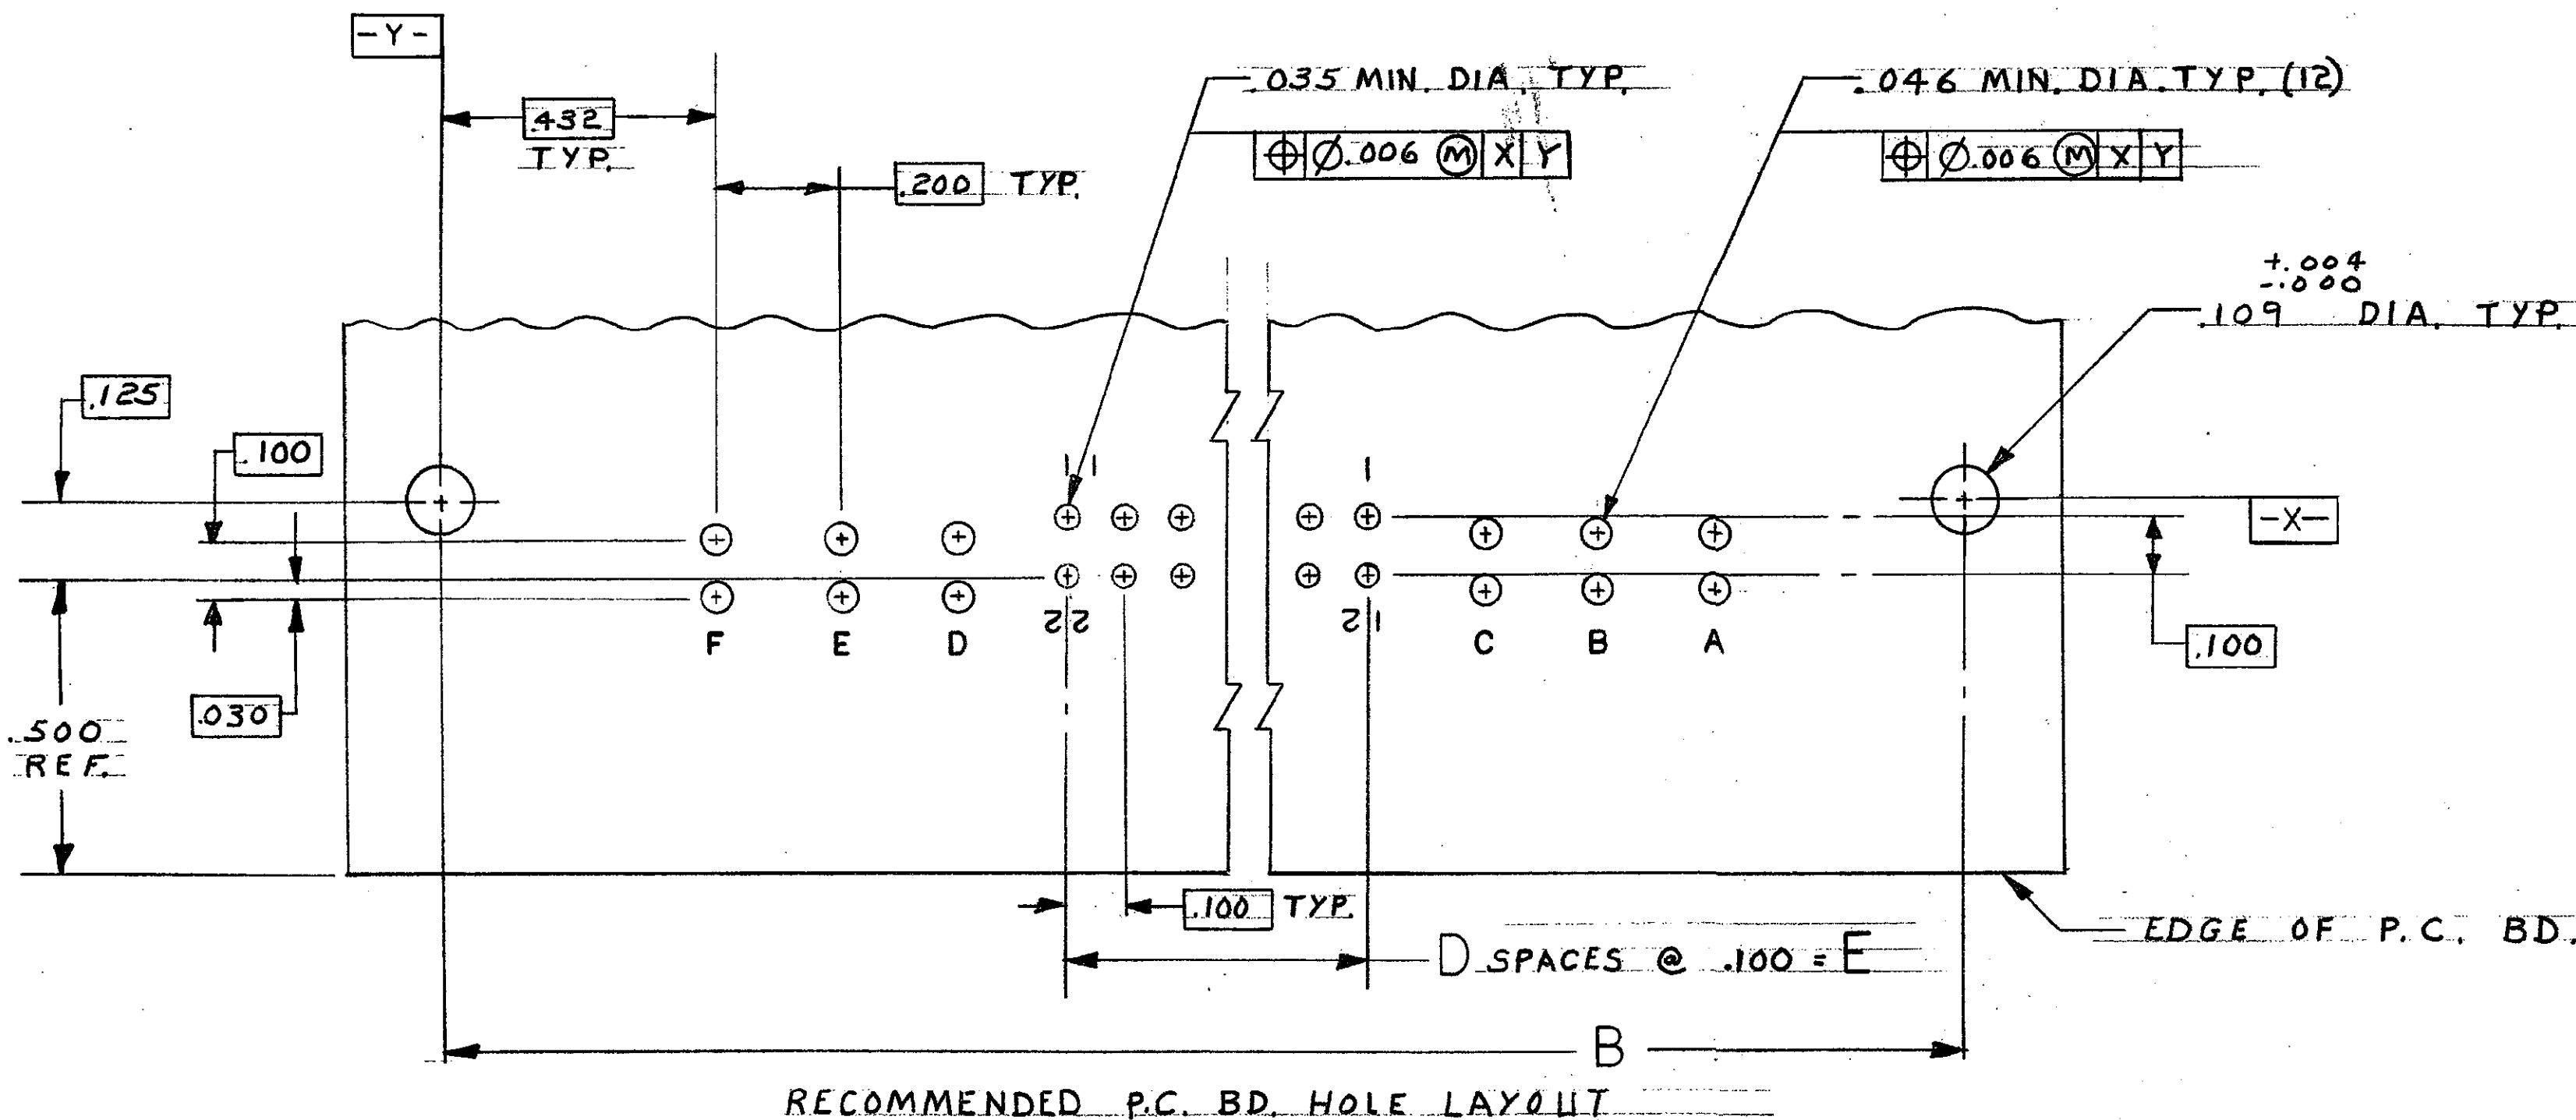 -Y-
.432
TYP.
.200 TYP.
.035 MIN. DIA. TYP.
⌖ Ø.006 Ⓜ X Y
.046 MIN. DIA. TYP. (12)
⌖ Ø.006 Ⓜ X Y
+.004
-.000
.109 DIA. TYP.
.125
.100
11
1
-X-
22
21
F E D
C B A
.100
.030
.500
REF.
.100 TYP.
D SPACES @ .100 = E
EDGE OF P.C. BD.
B
RECOMMENDED P.C. BD. HOLE LAYOUT